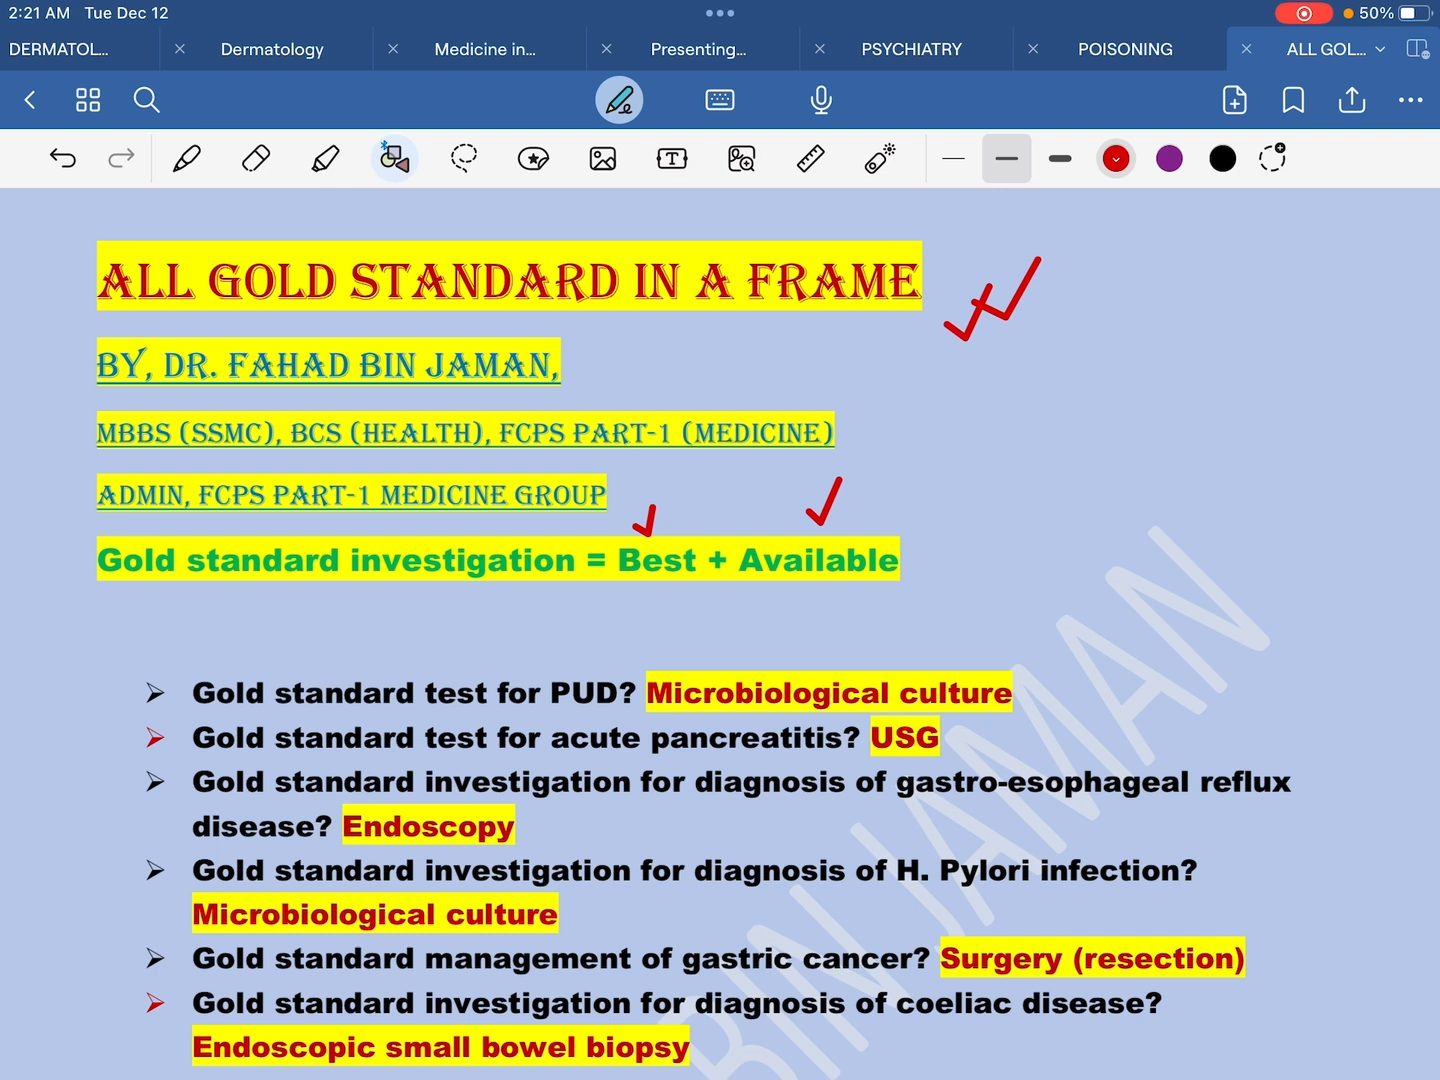 2:21 AM Tue Dec 12
50%
DERMATOL...
Dermatology
Medicine in...
Presenting...
PSYCHIATRY
POISONING
ALL GOL...
ALL GOLD STANDARD IN A FRAME
BY, DR. FAHAD BIN JAMAN,
MBBS (SSMC), BCS (HEALTH), FCPS PART-1 (MEDICINE)
ADMIN, FCPS PART-1 MEDICINE GROUP
Gold standard investigation = Best + Available
Gold standard test for PUD? Microbiological culture
Gold standard test for acute pancreatitis? USG
Gold standard investigation for diagnosis of gastro-esophageal reflux
disease? Endoscopy
Gold standard investigation for diagnosis of H. Pylori infection?
Microbiological culture
Gold standard management of gastric cancer? Surgery (resection)
Gold standard investigation for diagnosis of coeliac disease?
Endoscopic small bowel biopsy
BIN JAMAN